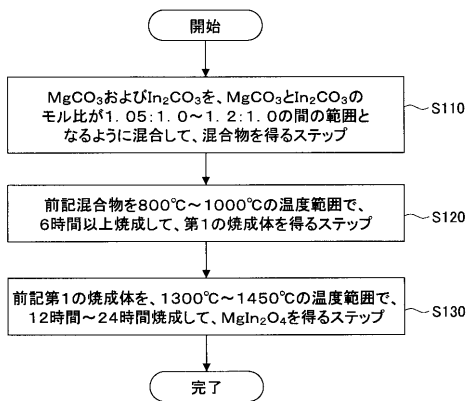 開始
MgCO₃およびIn₂CO₃を、MgCO₃とIn₂CO₃の
モル比が1.05:1.0～1.2:1.0の間の範囲と
なるように混合して、混合物を得るステップ
S110
前記混合物を800℃～1000℃の温度範囲で、
6時間以上焼成して、第1の焼成体を得るステップ
S120
前記第1の焼成体を、1300℃～1450℃の温度範囲で、
12時間～24時間焼成して、MgIn₂O₄を得るステップ
S130
完了